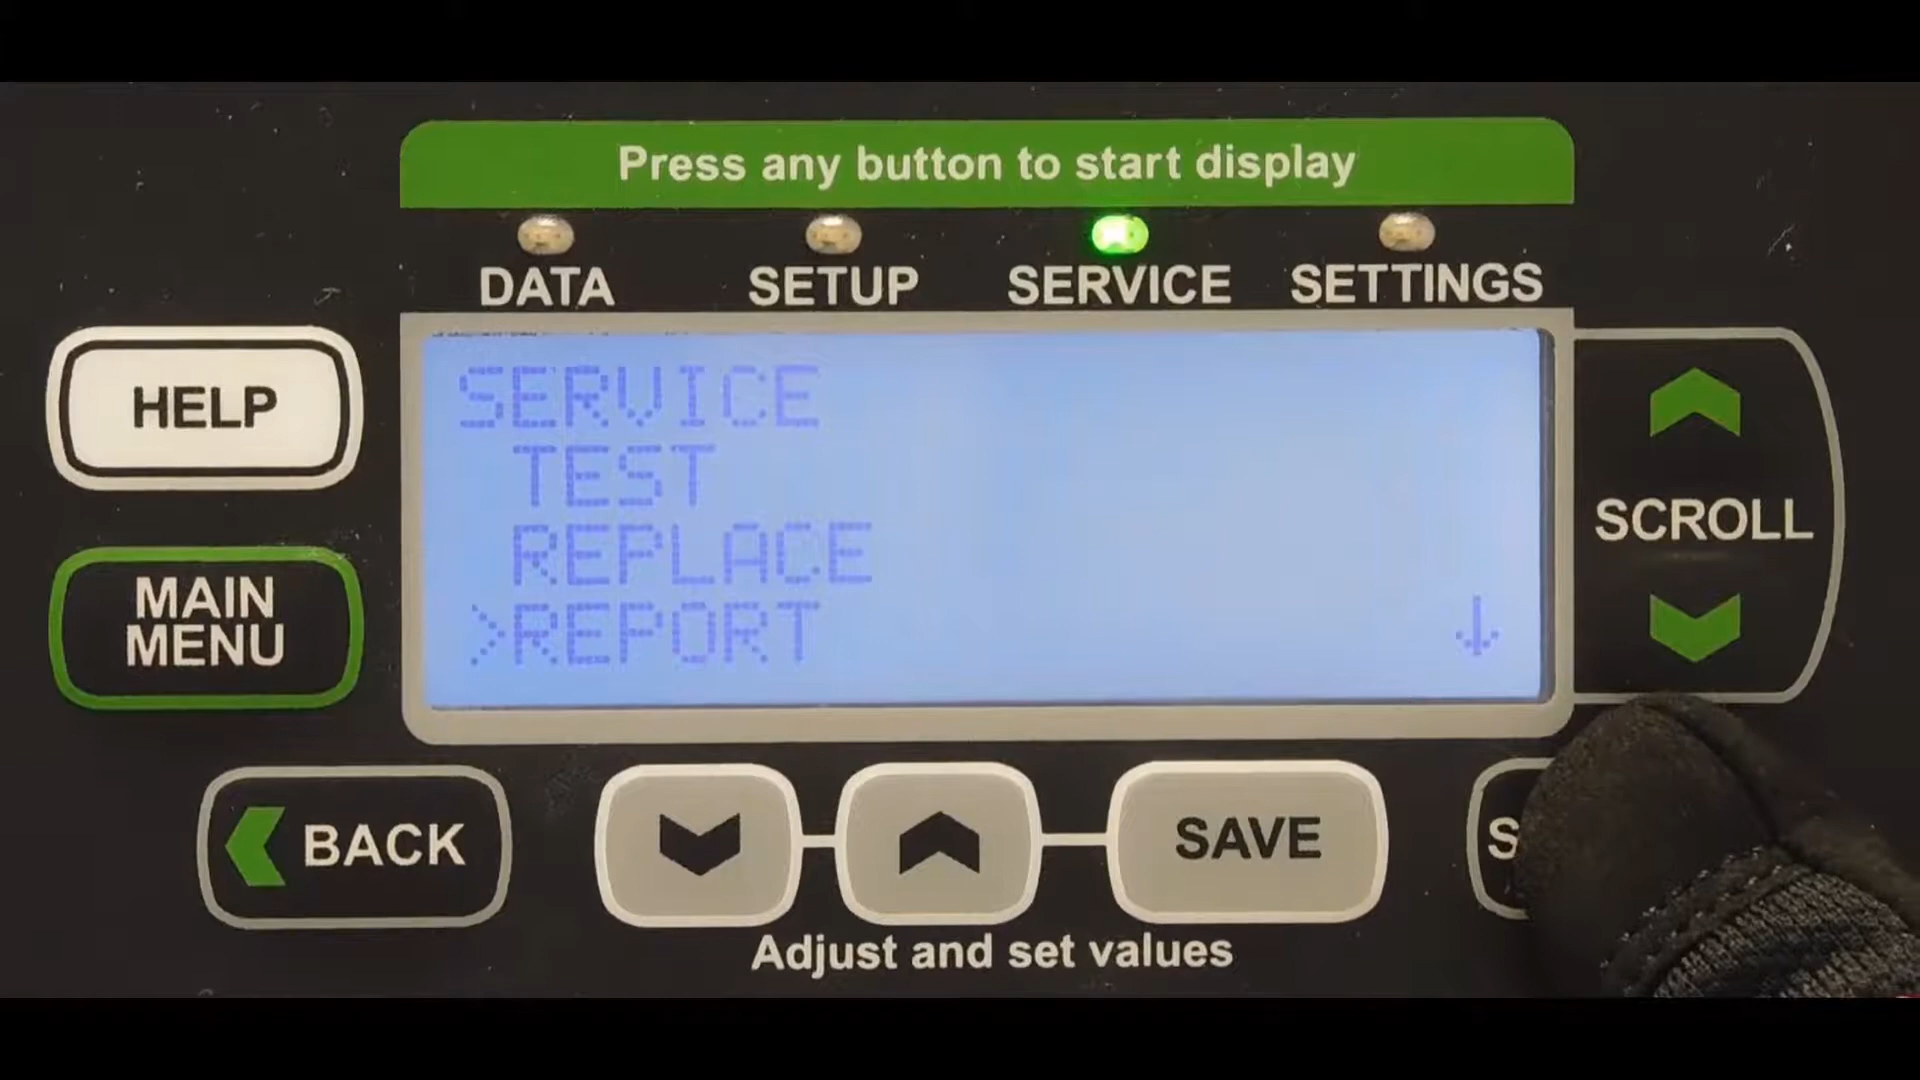 Press any button to start display
DATA SETUP SERVICE SETTINGS
HELP
MAIN
MENU
SERVICE
TEST
REPLACE
>REPORT ↓
SCROLL
BACK
SAVE
S
Adjust and set values